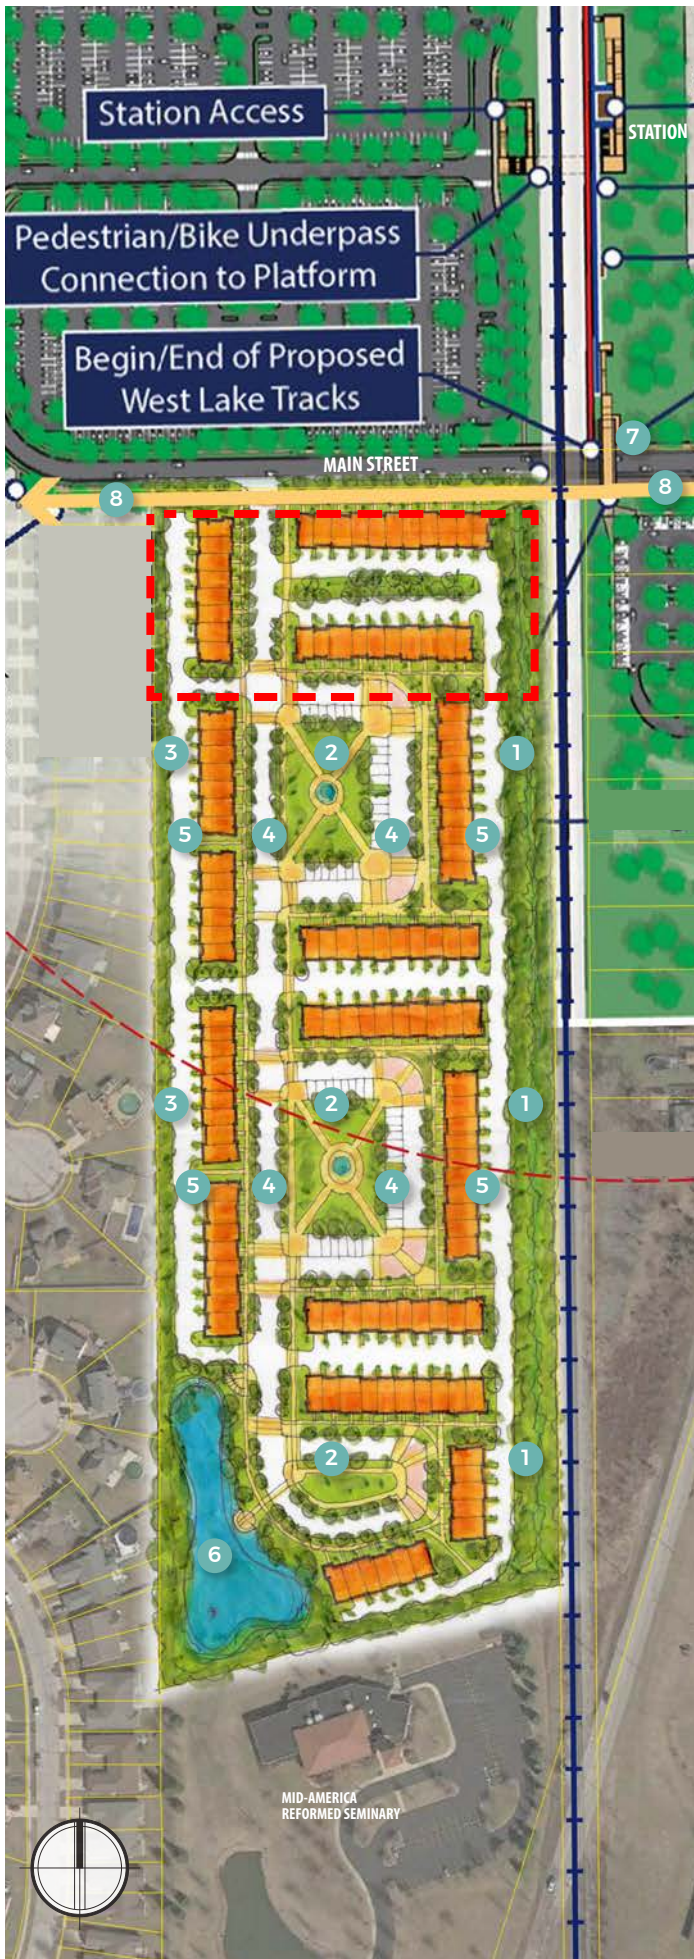 Station Access
STATION
Pedestrian/Bike Underpass
Connection to Platform
Begin/End of Proposed
West Lake Tracks
7
MAIN STREET
8
8
3
2
1
5
4
4
5
3
2
1
5
4
4
5
2
1
6
MID-AMERICA
REFORMED SEMINARY